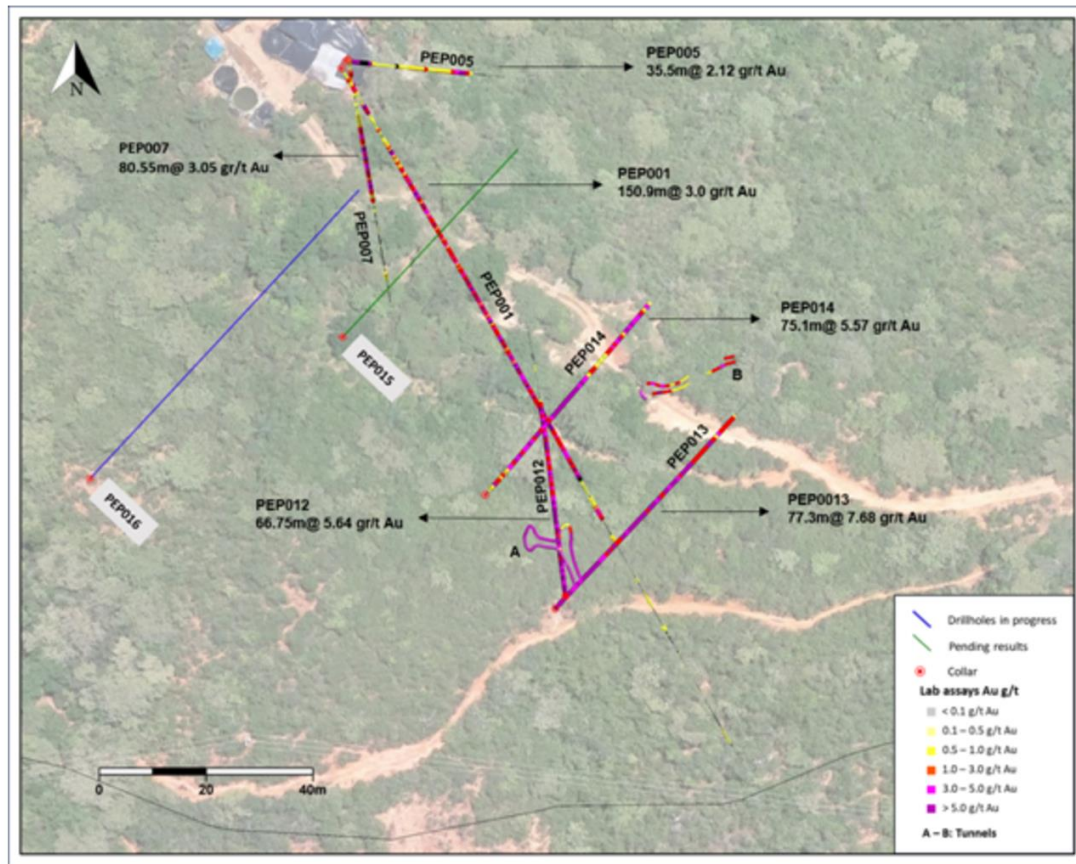 N
PEP005
PEP005
35.5m@ 2.12 gr/t Au
PEP007
80.55m@ 3.05 gr/t Au
PEP001
150.9m@ 3.0 gr/t Au
PEP007
PEP001
PEP014
75.1m@ 5.57 gr/t Au
PEP014
PEP015
B
PEP013
PEP012
PEP016
PEP012
66.75m@ 5.64 gr/t Au
PEP0013
77.3m@ 7.68 gr/t Au
A
Drillholes in progress
Pending results
Collar
Lab assays Au g/t
< 0.1 g/t Au
0.1 – 0.5 g/t Au
0.5 – 1.0 g/t Au
1.0 – 3.0 g/t Au
3.0 – 5.0 g/t Au
> 5.0 g/t Au
A – B: Tunnels
0 20 40m